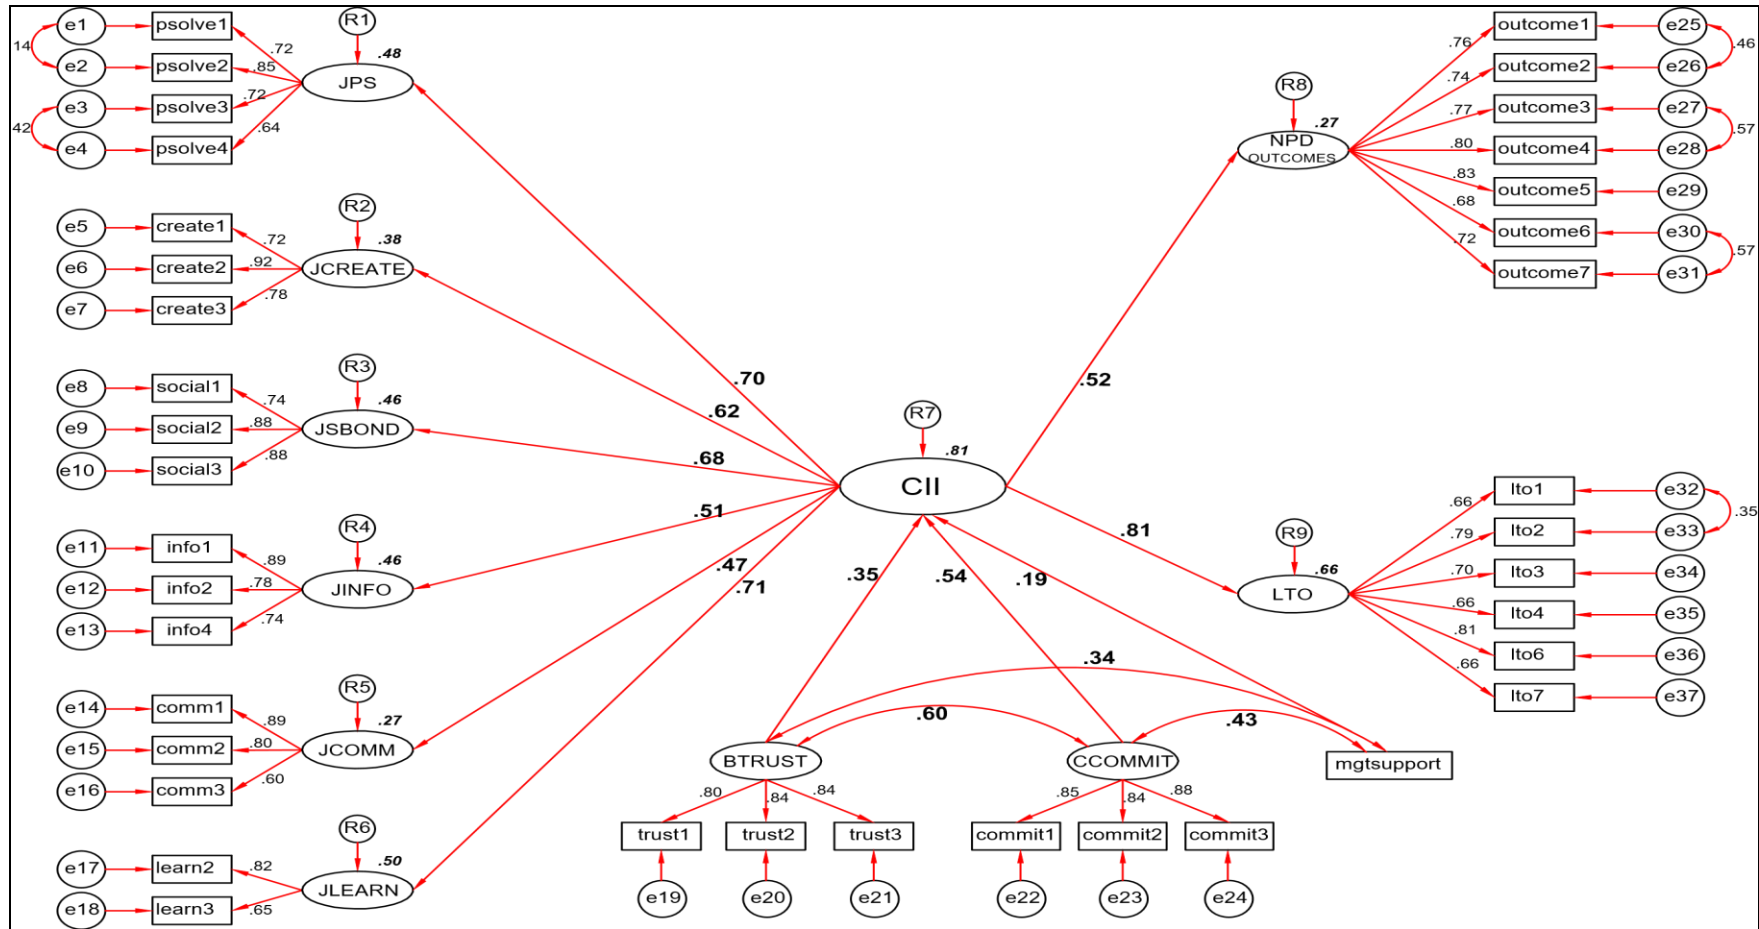 e1 psolve1 R1
14 .72 .48
e2 psolve2 .85 JPS
e3 psolve3 .72
42 .64
e4 psolve4
R2
e5 create1 .72 .38
e6 create2 .92 JCREATE
e7 create3 .78
R3
e8 social1 .74 .46
e9 social2 .88 JSBOND
e10 social3 .88
R4
e11 info1 .89 .46
e12 info2 .78 JINFO
e13 info4 .74
R5
e14 comm1 .89 .27
e15 comm2 .80 JCOMM
e16 comm3 .60
R6
e17 learn2 .82 .50
JLEARN
e18 learn3 .65
.70
.62
.68
.51
.47
.71
R7
.81
CII
.52
.81
.35 .54 .19
.34
.60 .43
BTRUST CCOMMIT mgtsupport
.80 .84 .84 .85 .84 .88
trust1 trust2 trust3 commit1 commit2 commit3
e19 e20 e21 e22 e23 e24
R8
.27
NPD
OUTCOMES
.76 outcome1 e25
.46
.74 outcome2 e26
.77 outcome3 e27
.57
.80 outcome4 e28
.83 outcome5 e29
.68 outcome6 e30
.57
.72 outcome7 e31
R9
.66
LTO
.66 lto1 e32
.35
.79 lto2 e33
.70 lto3 e34
.66 lto4 e35
.81 lto6 e36
.66 lto7 e37